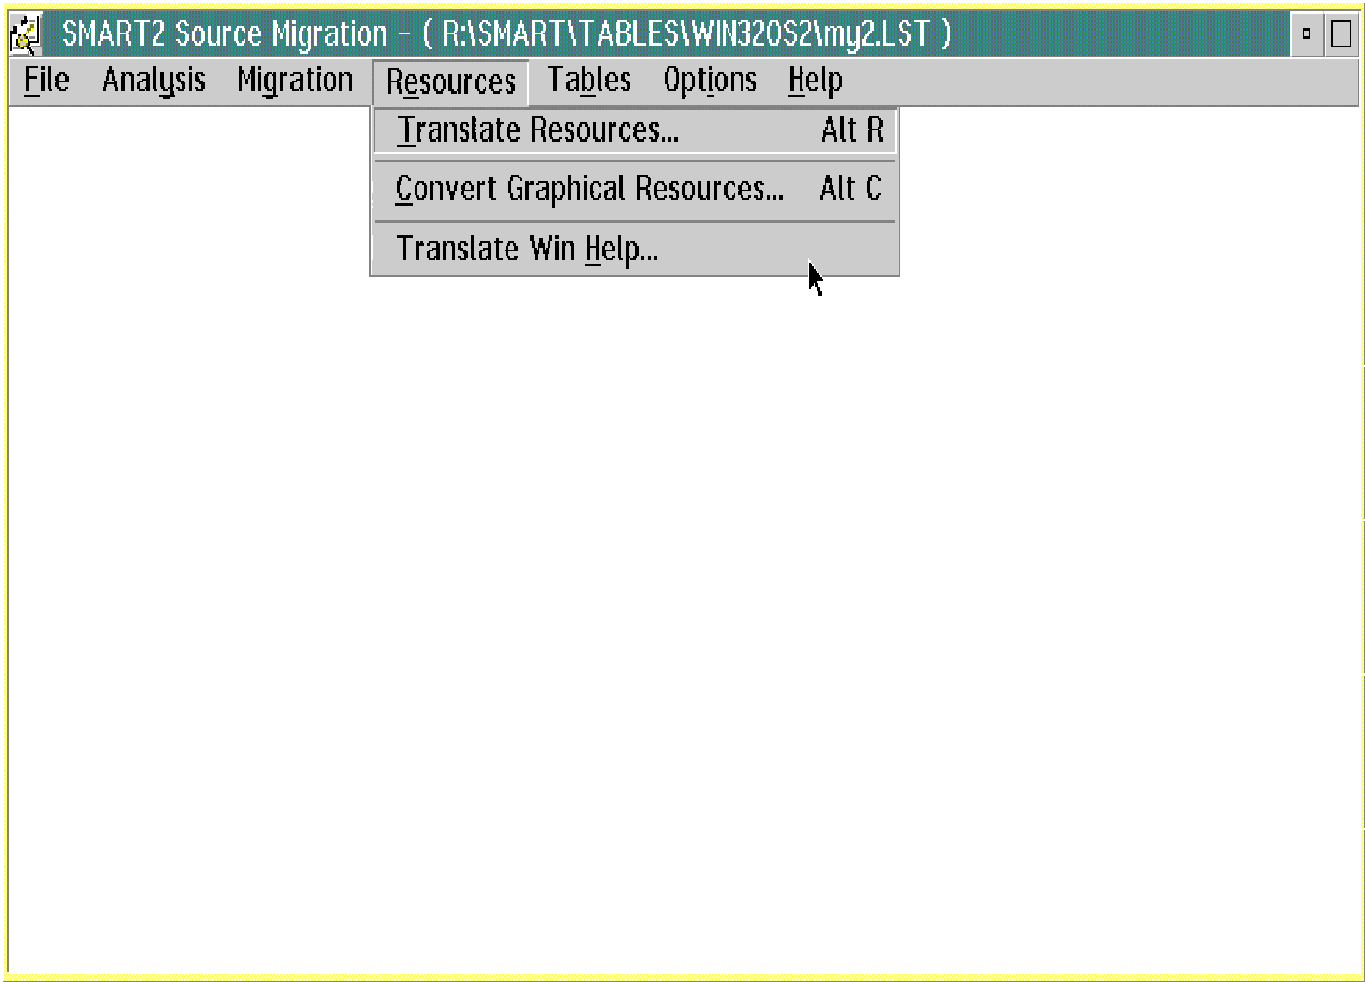 SMART2 Source Migration - ( R:\SMART\TABLES\WIN32OS2\my2.LST )
File Analysis Migration Resources Tables Options Help
Translate Resources... Alt R
Convert Graphical Resources... Alt C
Translate Win Help...